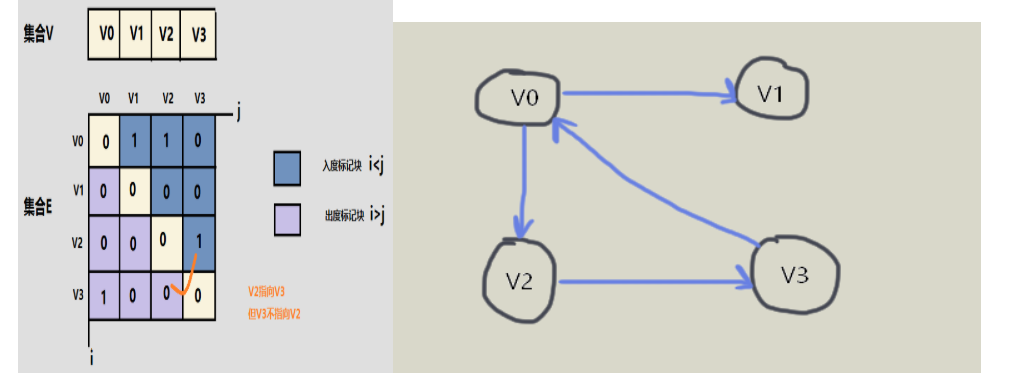 集合V V0 V1 V2 V3
V0 V1 V2 V3
j
V0 0 1 1 0
V1 0 0 0 0
集合E
V2 0 0 0 1
V3 1 0 0 0
i
入度标记块 i<j
出度标记块 i>j
V2指向V3
但V3不指向V2
V0
V1
V2
V3